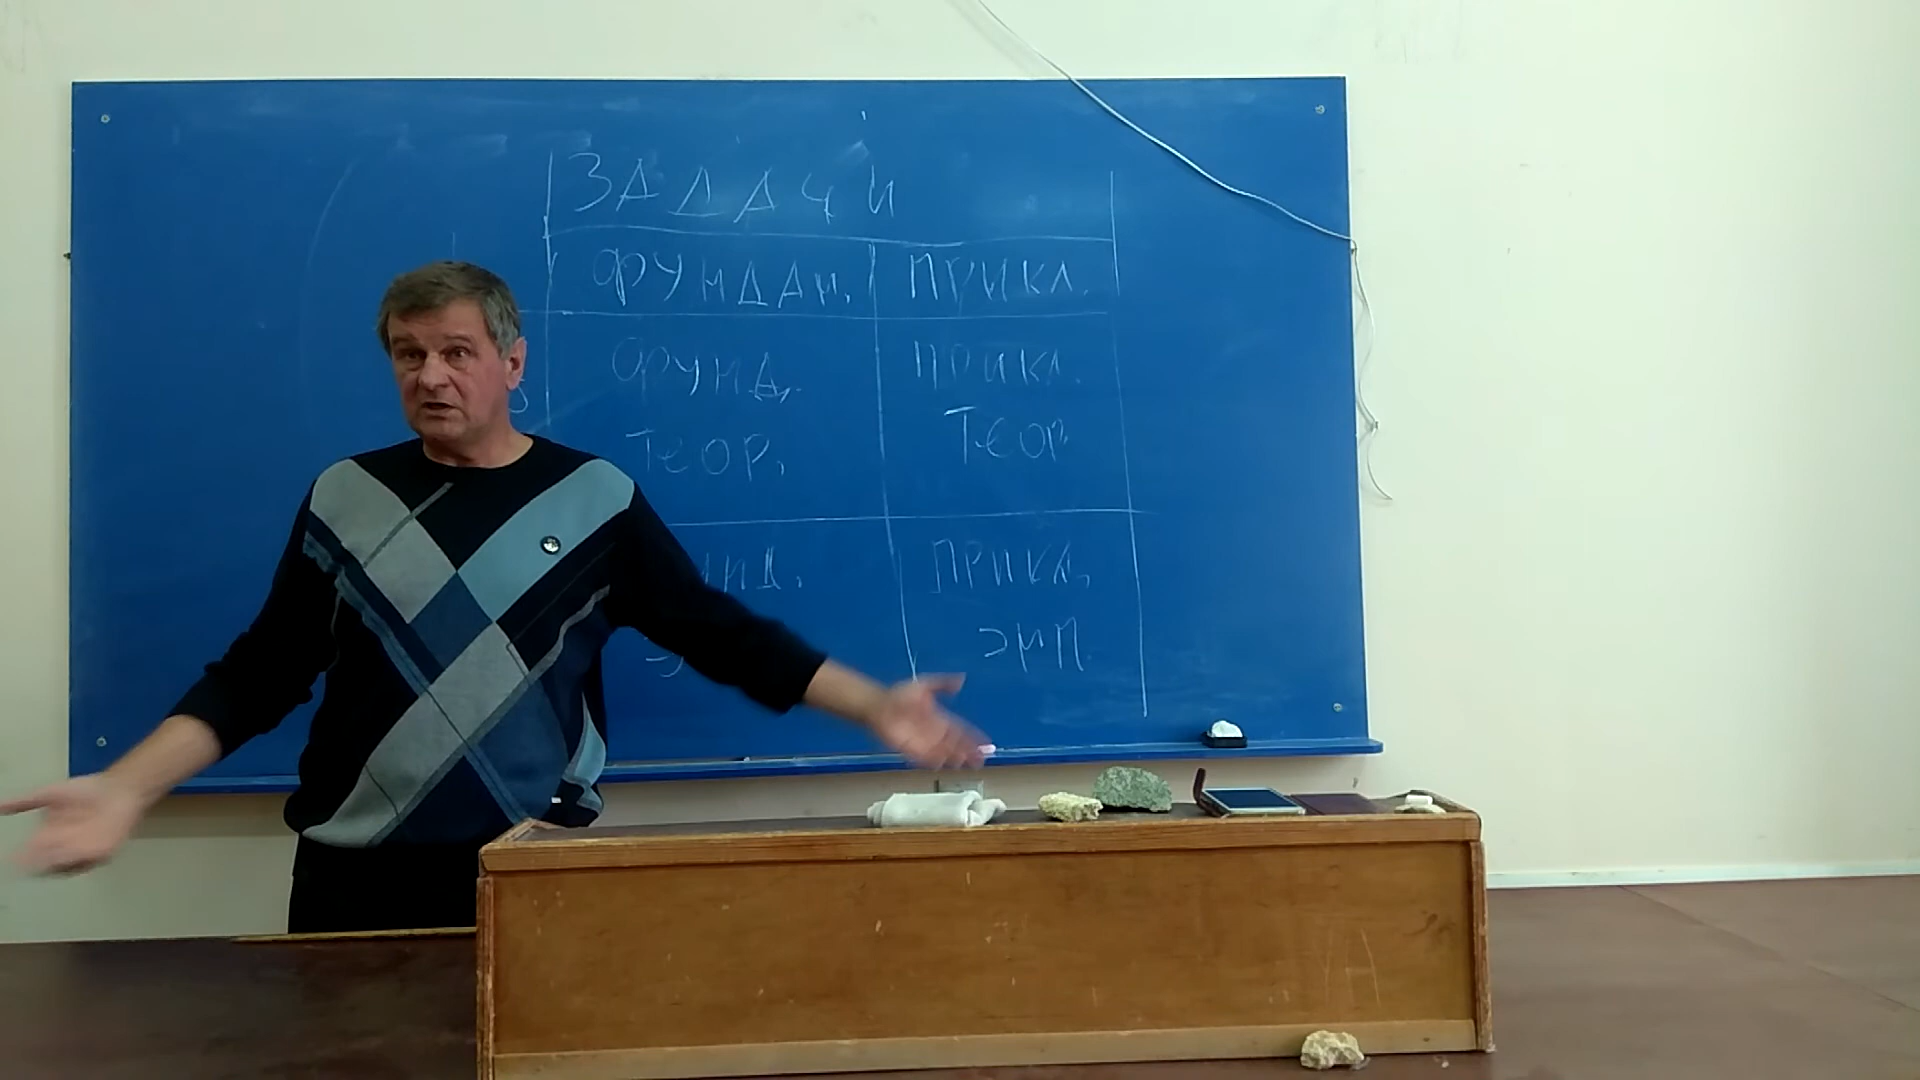 ЗАДАЧИ
ФУНДАМ. ПРИКЛ.
ФУНД. ПРИКЛ.
ТЕОР. ТЕОР.
ПРИКЛ.
ЭМП.